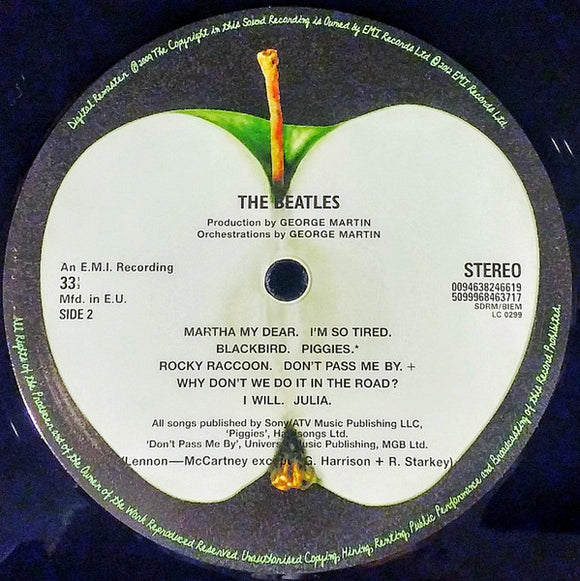 Digital Remaster ℗2009 The Copyright in this Sound Recording is Owned by EMI Records Ltd ©2012 EMI Records Ltd.
THE BEATLES
Production by GEORGE MARTIN
Orchestrations by GEORGE MARTIN
An E.M.I. Recording
33⅓
Mfd. in E.U.
SIDE 2
STEREO
0094638246619
5099968463717
SDRM/BIEM
LC 0299
MARTHA MY DEAR. I'M SO TIRED.
BLACKBIRD. PIGGIES.*
ROCKY RACCOON. DON'T PASS ME BY. +
WHY DON'T WE DO IT IN THE ROAD?
I WILL. JULIA.
All songs published by Sony/ATV Music Publishing LLC,
'Piggies', Harrisongs Ltd.
'Don't Pass Me By', Universal Music Publishing, MGB Ltd.
(Lennon—McCartney except *G. Harrison + R. Starkey)
All Rights of the Producer and of the Owner of the Work Reproduced Reserved. Unauthorised Copying, Hiring, Renting, Public Performance and Broadcasting of this Record Prohibited.